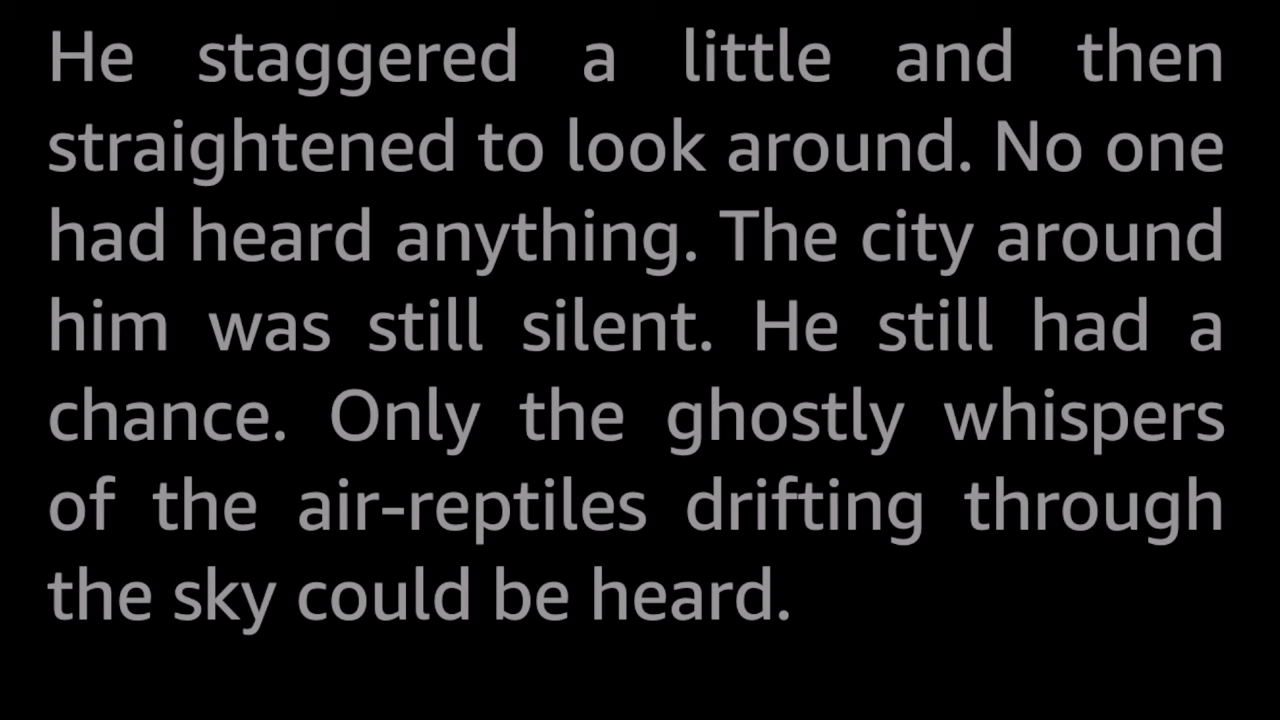 He staggered a little and then
straightened to look around. No one
had heard anything. The city around
him was still silent. He still had a
chance. Only the ghostly whispers
of the air-reptiles drifting through
the sky could be heard.